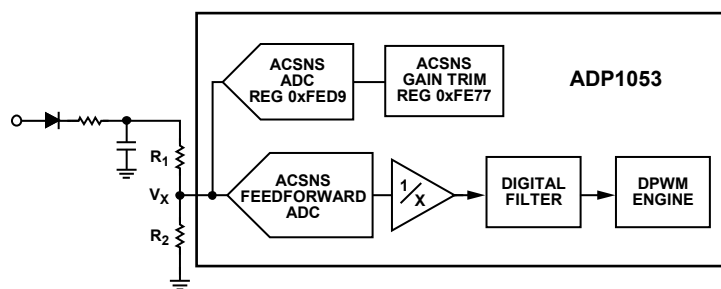 ACSNS
ADC
REG 0xFED9
ACSNS
GAIN TRIM
REG 0xFE77
ADP1053
R1
VX
R2
ACSNS
FEEDFORWARD
ADC
1/X
DIGITAL
FILTER
DPWM
ENGINE